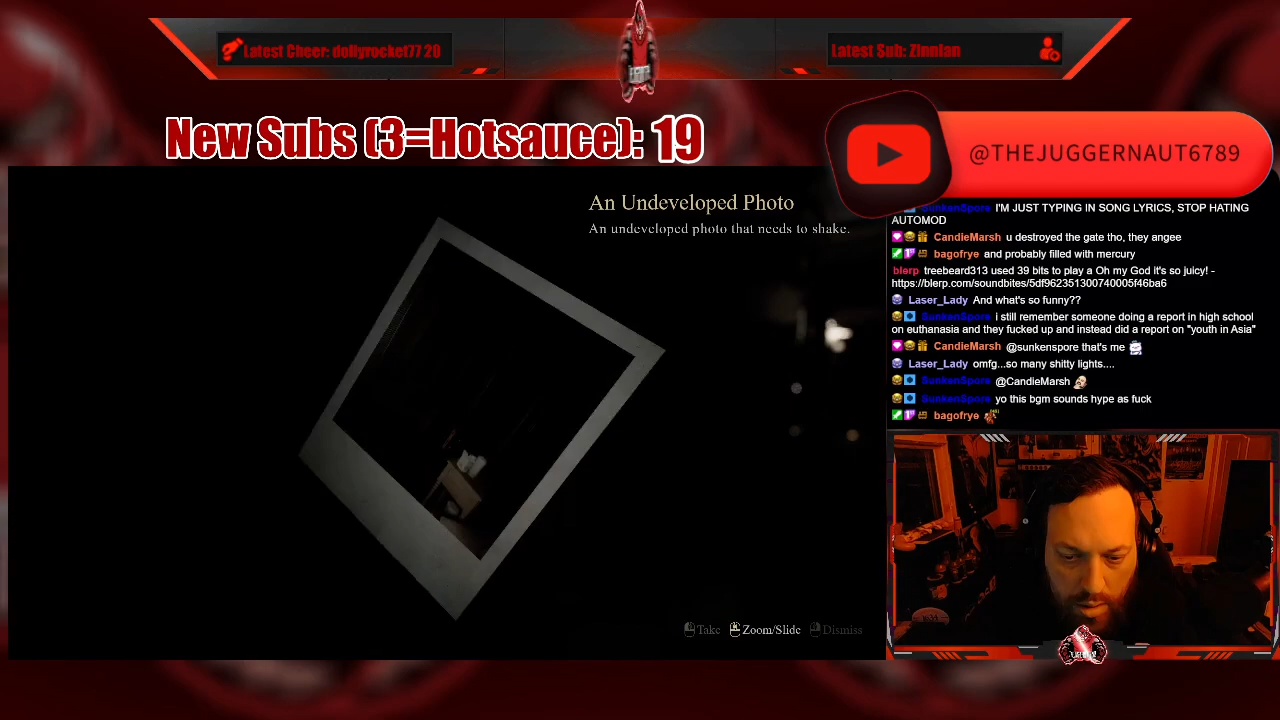 Latest Cheer: dollyrocket77 20
Latest Sub: Zinnian
New Subs (3=Hotsauce): 19
@THEJUGGERNAUT6789
An Undeveloped Photo
An undeveloped photo that needs to shake.
SunkenSpore I'M JUST TYPING IN SONG LYRICS, STOP HATING
AUTOMOD
CandieMarsh u destroyed the gate tho, they angee
bagofrye and probably filled with mercury
blerp treebeard313 used 39 bits to play a Oh my God it's so juicy! -
https://blerp.com/soundbites/5df962351300740005f46ba6
Laser_Lady And what's so funny??
SunkenSpore i still remember someone doing a report in high school
on euthanasia and they fucked up and instead did a report on "youth in Asia"
CandieMarsh @sunkenspore that's me
Laser_Lady omfg...so many shitty lights....
SunkenSpore @CandieMarsh
SunkenSpore yo this bgm sounds hype as fuck
bagofrye
Take Zoom/Slide Dismiss